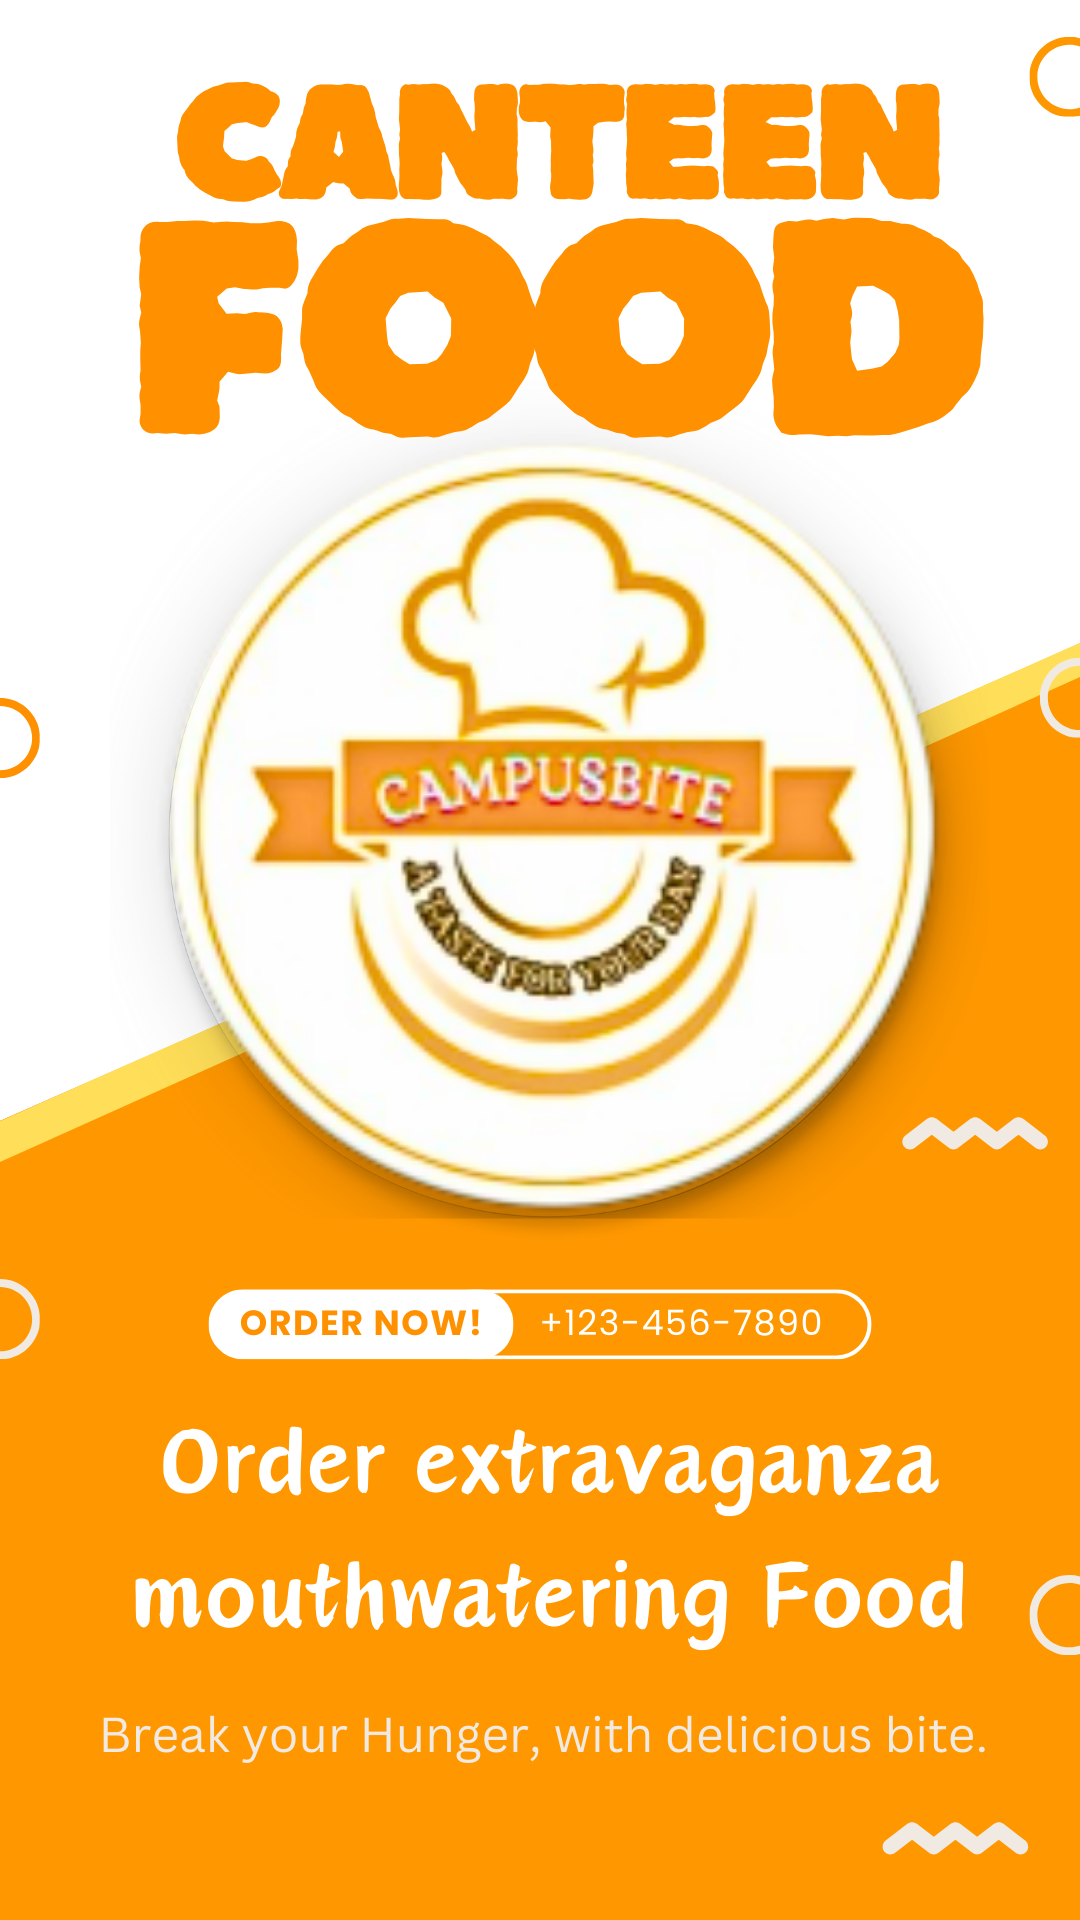 CANTEEN
FOOD
CAMPUSBITE
A TASTE FOR YOUR DAY
ORDER NOW! +123-456-7890
Order extravaganza
mouthwatering Food
Break your Hunger, with delicious bite.